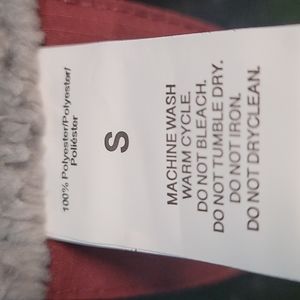 100% Polyester/Polyester/
Poliéster
S
MACHINE WASH
WARM CYCLE.
DO NOT BLEACH.
DO NOT TUMBLE DRY.
DO NOT IRON.
DO NOT DRYCLEAN.